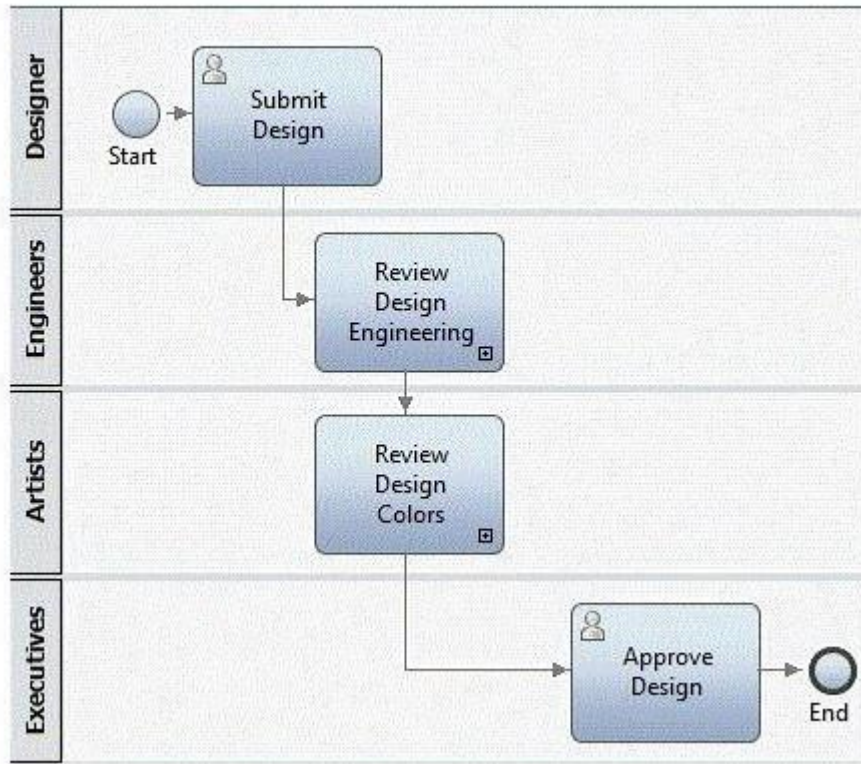 Designer
Submit
Design
Start
Engineers
Review
Design
Engineering
Artists
Review
Design
Colors
Executives
Approve
Design
End